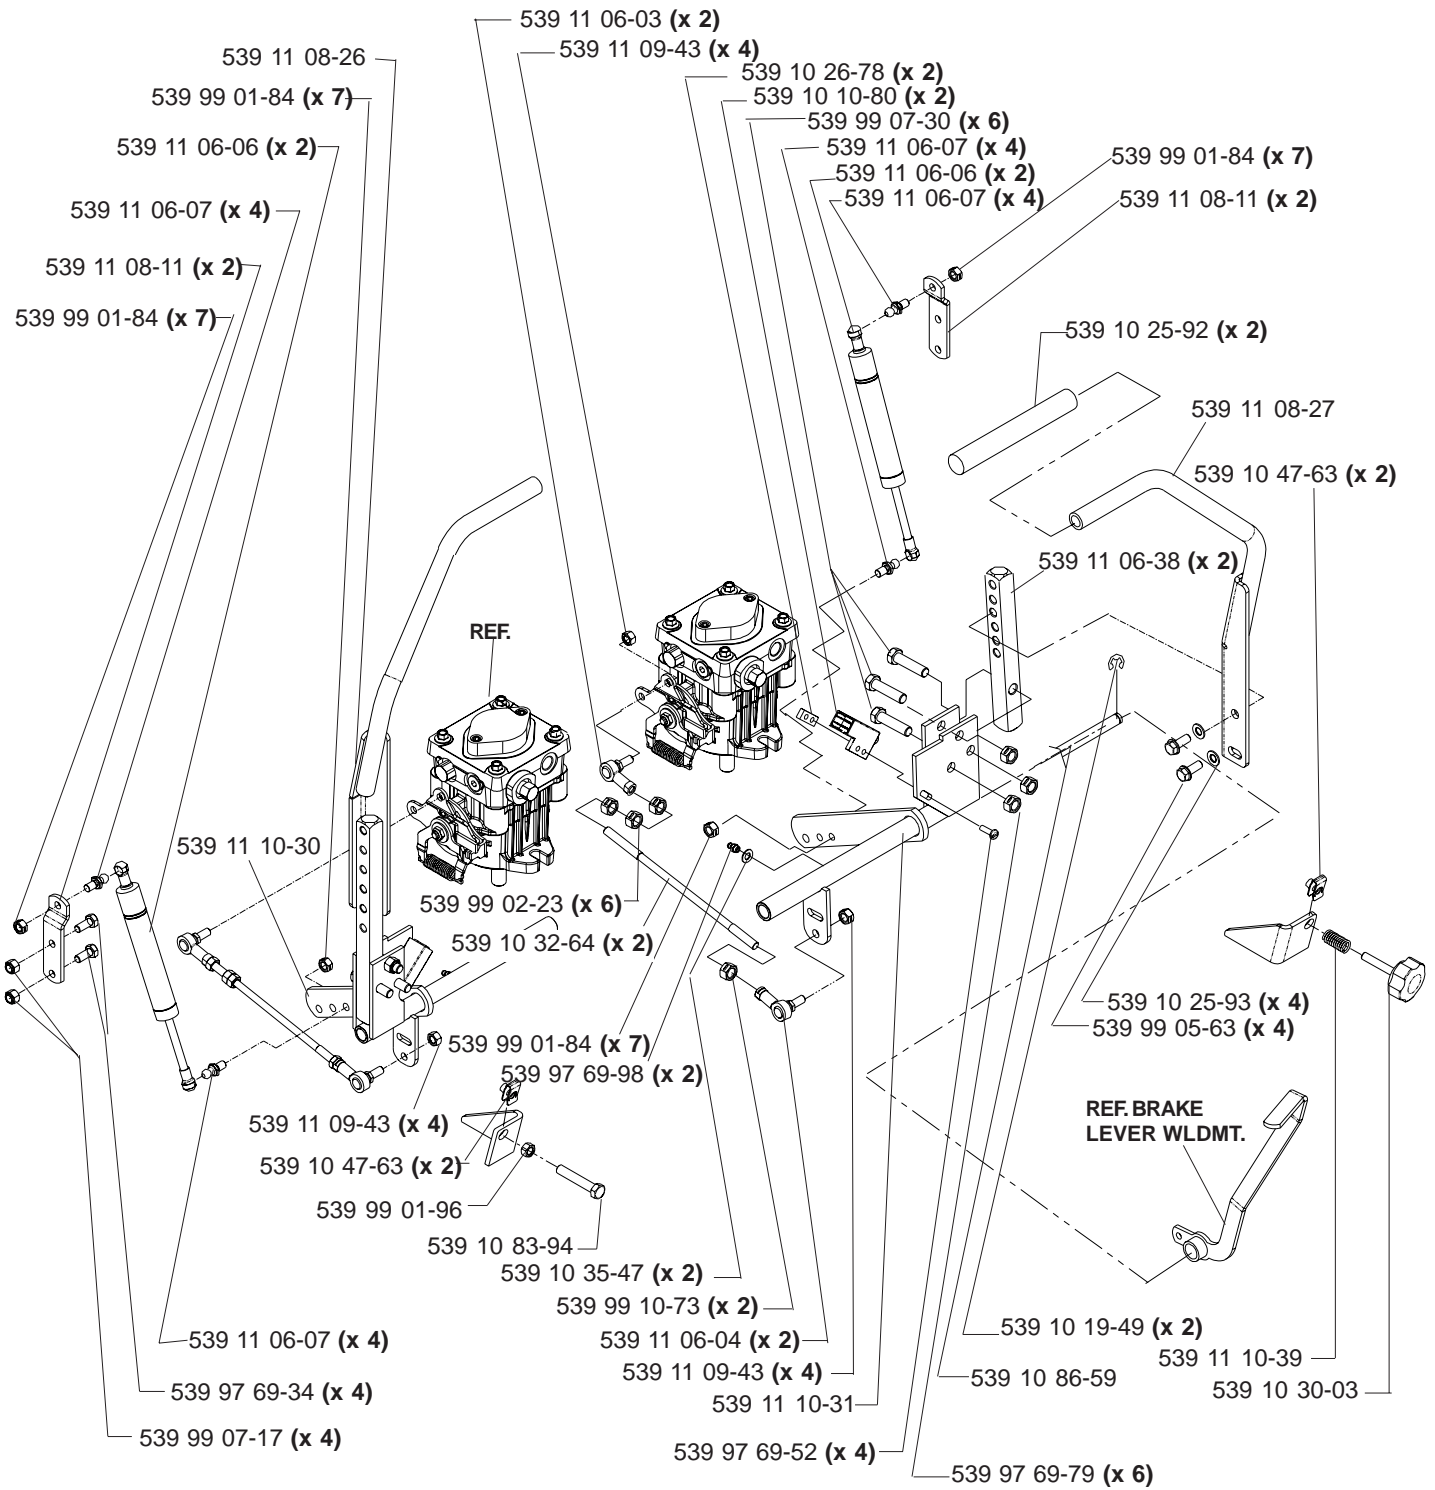 539 11 06-03 (x 2)
539 11 09-43 (x 4)
539 11 08-26
539 10 26-78 (x 2)
539 99 01-84 (x 7)
539 10 10-80 (x 2)
539 99 07-30 (x 6)
539 11 06-06 (x 2)
539 11 06-07 (x 4)
539 99 01-84 (x 7)
539 11 06-06 (x 2)
539 11 06-07 (x 4)
539 11 08-11 (x 2)
539 11 06-07 (x 4)
539 11 08-11 (x 2)
539 99 01-84 (x 7)
539 10 25-92 (x 2)
539 11 08-27
539 10 47-63 (x 2)
539 11 06-38 (x 2)
REF.
539 11 10-30
539 99 02-23 (x 6)
539 10 32-64 (x 2)
539 10 25-93 (x 4)
539 99 05-63 (x 4)
539 99 01-84 (x 7)
539 97 69-98 (x 2)
REF. BRAKE
LEVER WLDMT.
539 11 09-43 (x 4)
539 10 47-63 (x 2)
539 99 01-96
539 10 83-94
539 10 35-47 (x 2)
539 99 10-73 (x 2)
539 11 06-07 (x 4)
539 11 06-04 (x 2)
539 10 19-49 (x 2)
539 11 10-39
539 11 09-43 (x 4)
539 10 86-59
539 97 69-34 (x 4)
539 10 30-03
539 11 10-31
539 99 07-17 (x 4)
539 97 69-52 (x 4)
539 97 69-79 (x 6)